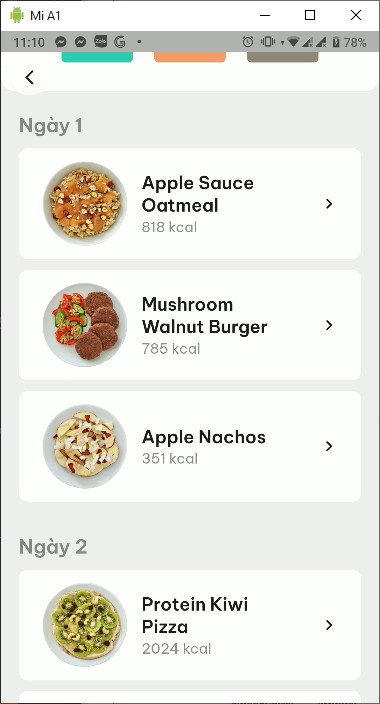 Mi A1
11:10
Zalo
78%
Ngày 1
Apple Sauce
Oatmeal
818 kcal
Mushroom
Walnut Burger
785 kcal
Apple Nachos
351 kcal
Ngày 2
Protein Kiwi
Pizza
2024 kcal